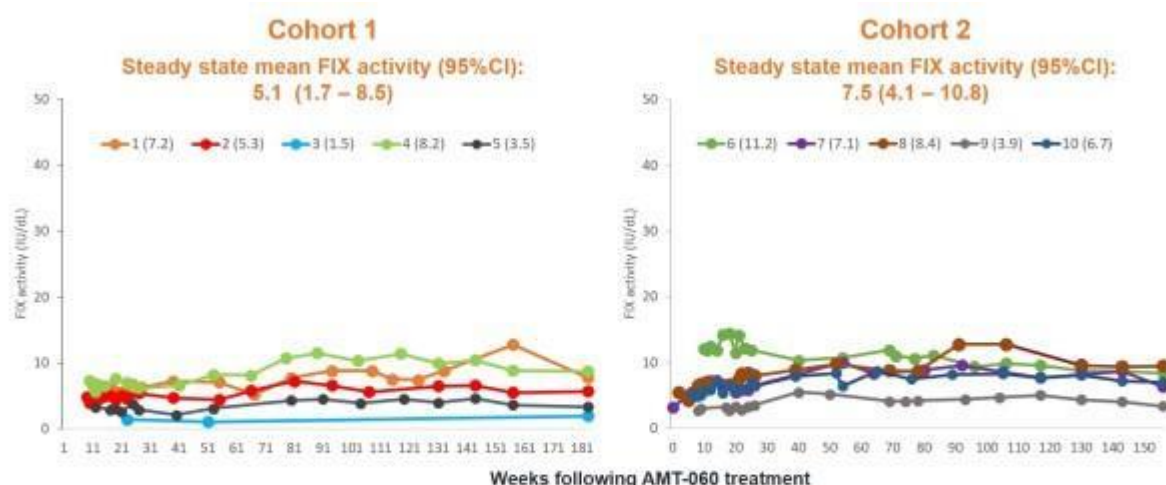 Cohort 1
Steady state mean FIX activity (95%CI):
5.1 (1.7 – 8.5)
50
40
30
20
10
0
FIX activity (IU/dL)
1 (7.2) 2 (5.3) 3 (1.5) 4 (8.2) 5 (3.5)
1 11 21 31 41 51 61 71 81 91 101 111 121 131 141 151 161 171 181
Cohort 2
Steady state mean FIX activity (95%CI):
7.5 (4.1 – 10.8)
50
40
30
20
10
0
FIX activity (IU/dL)
6 (11.2) 7 (7.1) 8 (8.4) 9 (3.9) 10 (6.7)
0 10 20 30 40 50 60 70 80 90 100 110 120 130 140 150
Weeks following AMT-060 treatment